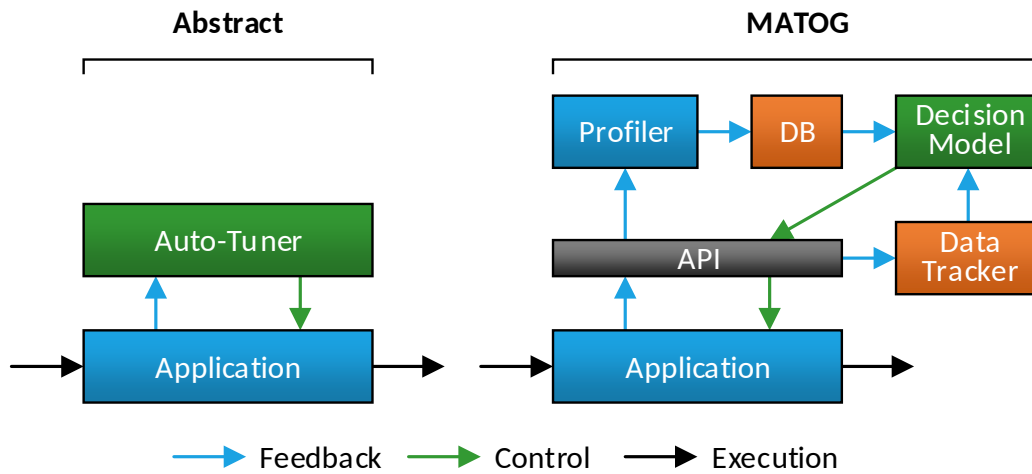 Abstract
MATOG
Profiler
DB
Decision
Model
Auto-Tuner
API
Data
Tracker
Application
Application
Feedback
Control
Execution